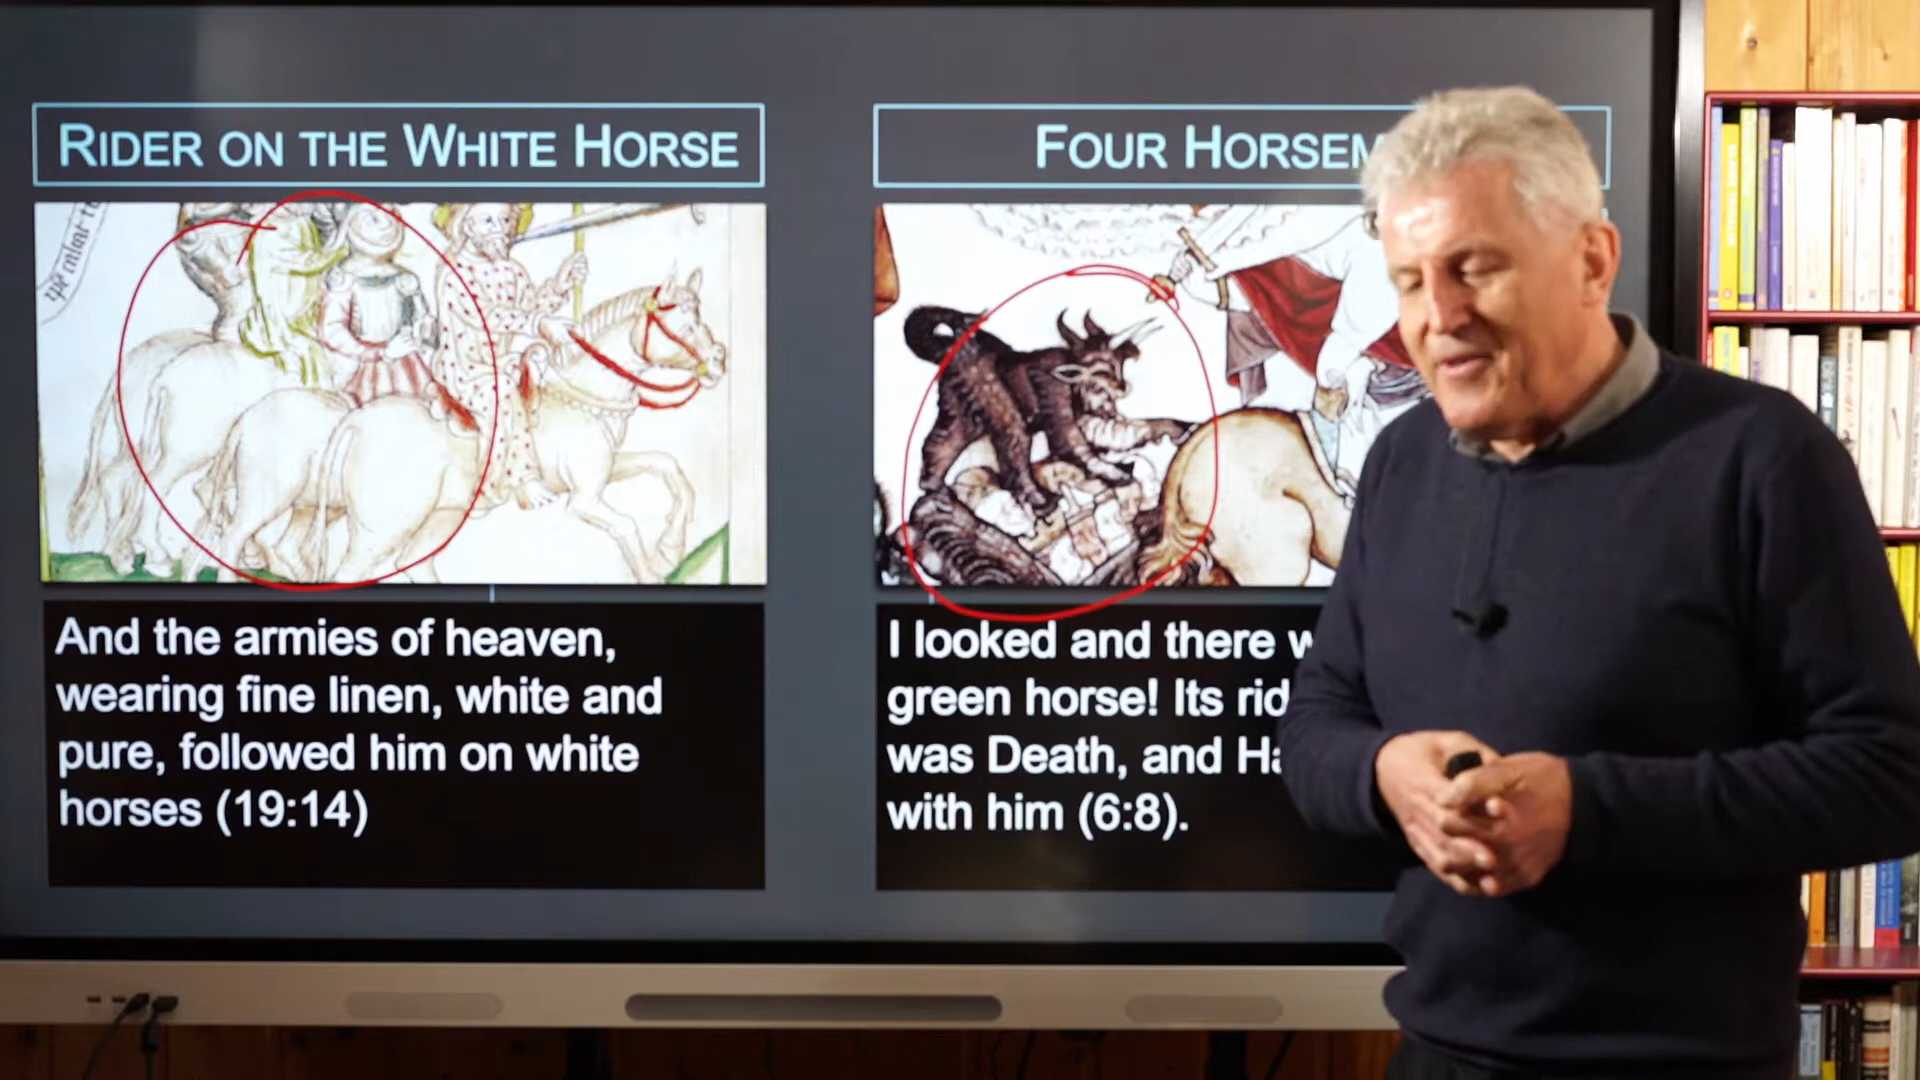 RIDER ON THE WHITE HORSE
And the armies of heaven,
wearing fine linen, white and
pure, followed him on white
horses (19:14)
FOUR HORSEM
I looked and there w
green horse! Its rid
was Death, and Ha
with him (6:8).